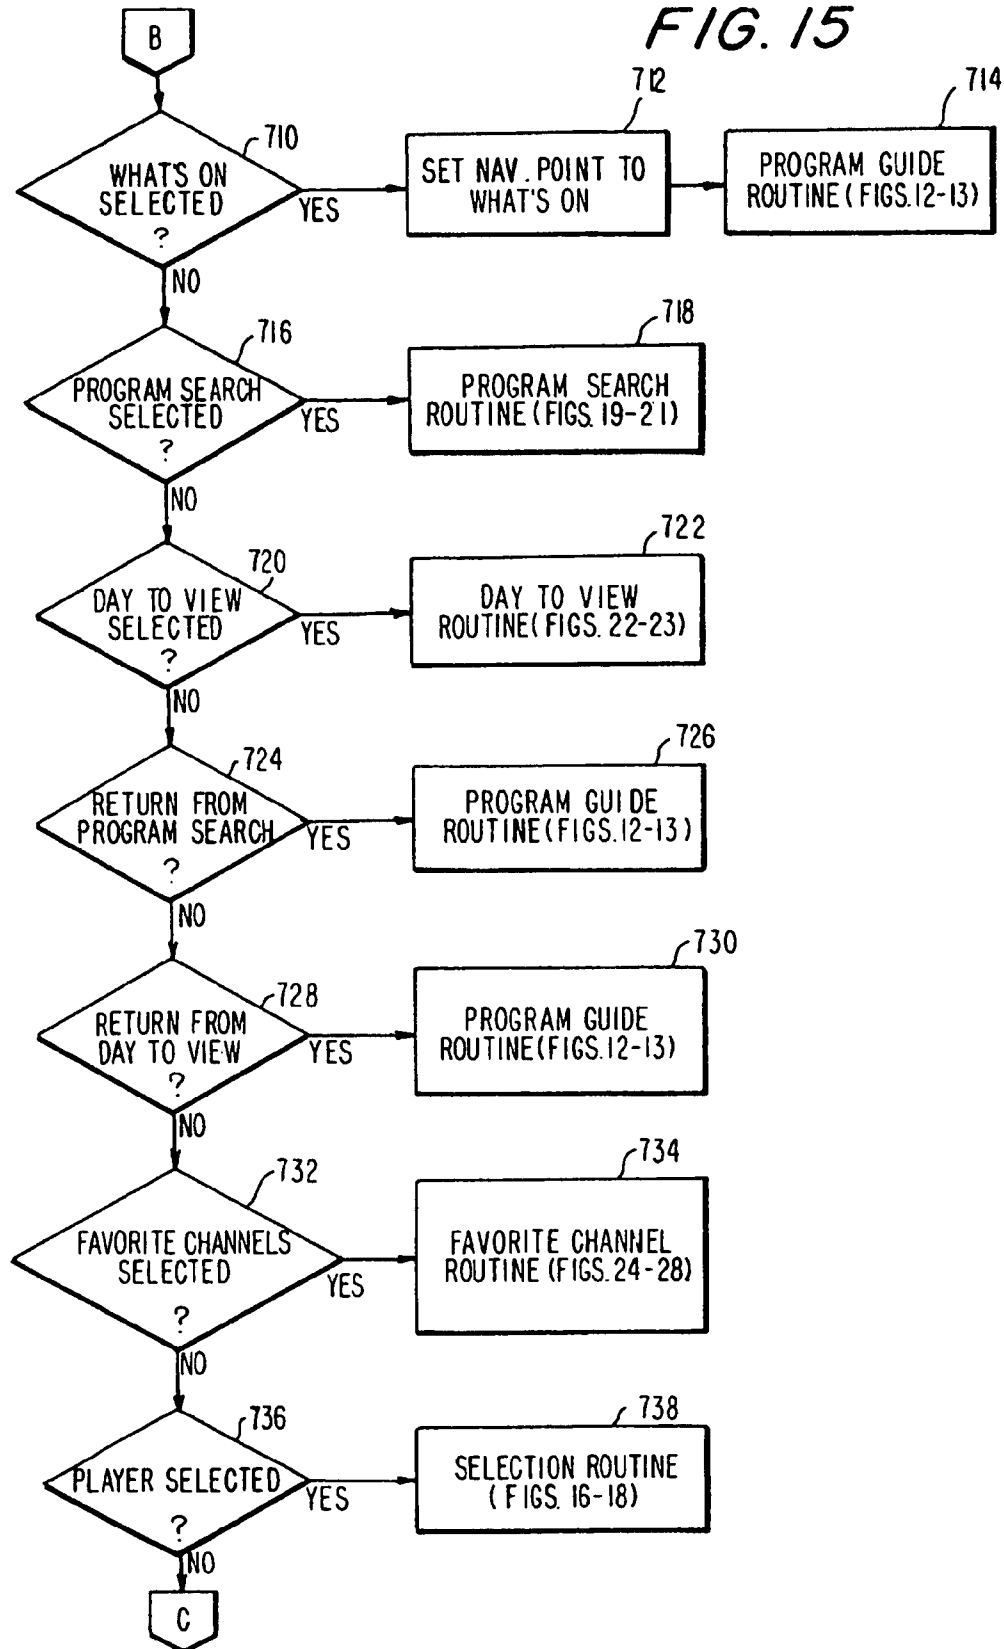 FIG. 15
B
710
WHAT'S ON
SELECTED
?
YES
NO
712
SET NAV. POINT TO
WHAT'S ON
714
PROGRAM GUIDE
ROUTINE (FIGS. 12-13)
716
PROGRAM SEARCH
SELECTED
?
YES
NO
718
PROGRAM SEARCH
ROUTINE (FIGS. 19-21)
720
DAY TO VIEW
SELECTED
?
YES
NO
722
DAY TO VIEW
ROUTINE (FIGS. 22-23)
724
RETURN FROM
PROGRAM SEARCH
?
YES
NO
726
PROGRAM GUIDE
ROUTINE (FIGS. 12-13)
728
RETURN FROM
DAY TO VIEW
?
YES
NO
730
PROGRAM GUIDE
ROUTINE (FIGS. 12-13)
732
FAVORITE CHANNELS
SELECTED
?
YES
NO
734
FAVORITE CHANNEL
ROUTINE (FIGS. 24-28)
736
PLAYER SELECTED
?
YES
NO
738
SELECTION ROUTINE
(FIGS. 16-18)
C